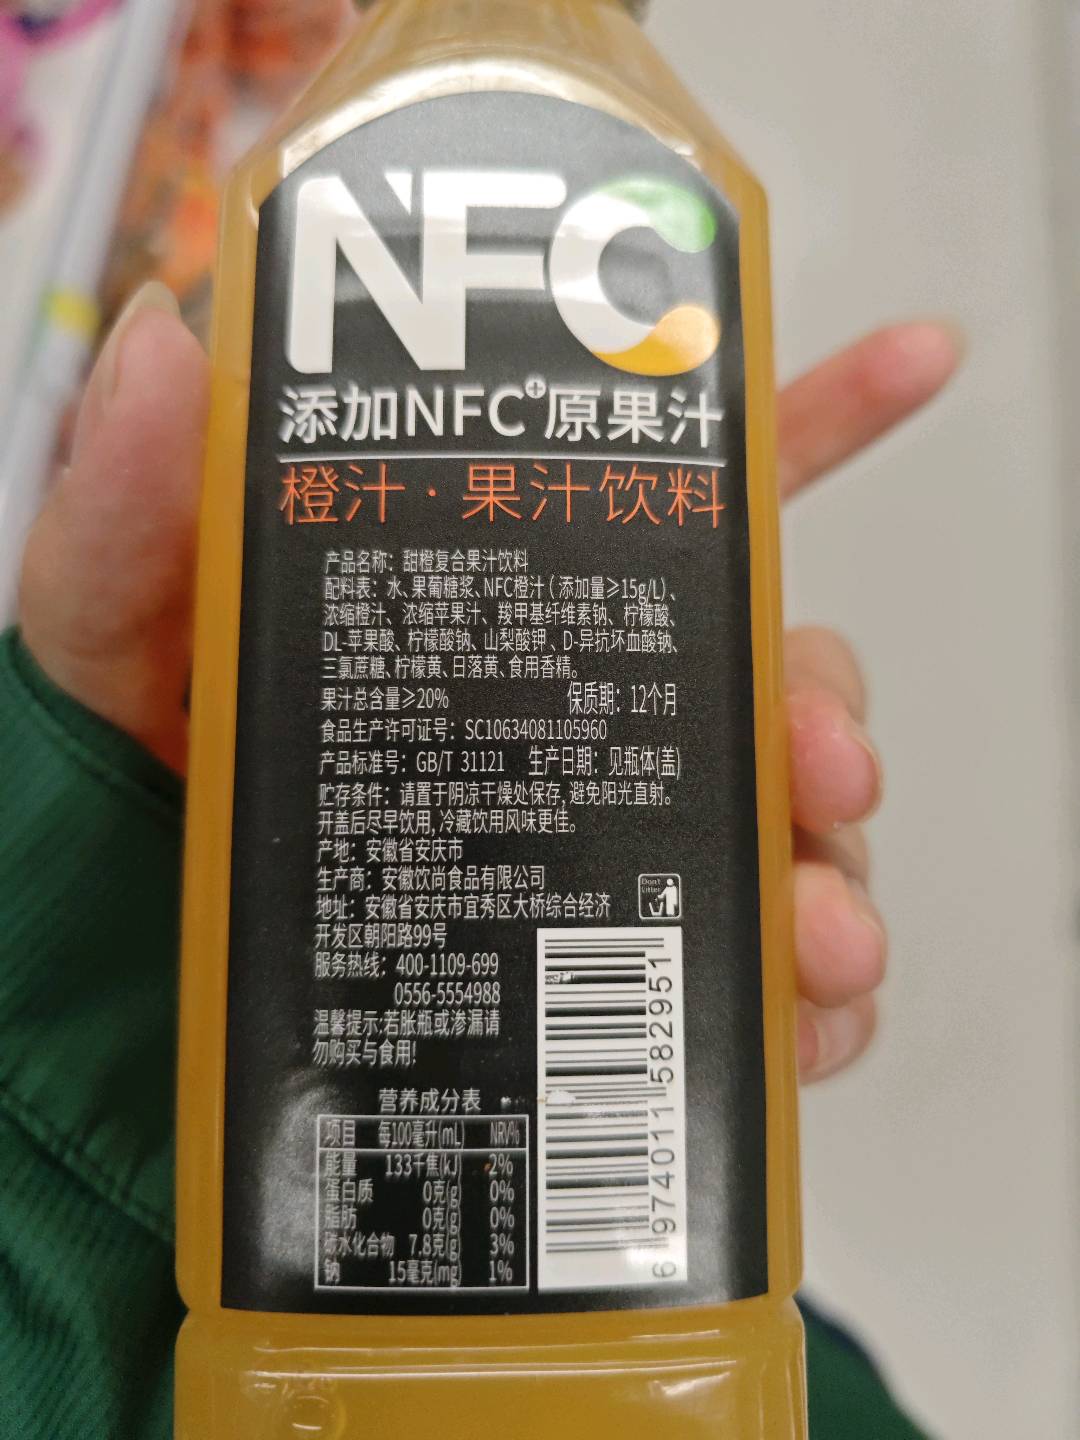 NFC
添加NFC⁺原果汁
橙汁·果汁饮料
产品名称：甜橙复合果汁饮料
配料表：水、果葡糖浆、NFC橙汁（添加量≥15g/L）、
浓缩橙汁、浓缩苹果汁、羧甲基纤维素钠、柠檬酸、
DL-苹果酸、柠檬酸钠、山梨酸钾、D-异抗坏血酸钠、
三氯蔗糖、柠檬黄、日落黄、食用香精。
果汁总含量≥20% 保质期：12个月
食品生产许可证号：SC10634081105960
产品标准号：GB/T 31121 生产日期：见瓶体(盖)
贮存条件：请置于阴凉干燥处保存，避免阳光直射。
开盖后尽早饮用，冷藏饮用风味更佳。
产地：安徽省安庆市
生产商：安徽饮尚食品有限公司
地址：安徽省安庆市宜秀区大桥综合经济
开发区朝阳路99号
服务热线：400-1109-699
0556-5554988
温馨提示:若胀瓶或渗漏请
勿购买与食用!
Don't
Litter
营养成分表
项目 每100毫升(mL) NRV%
能量 133千焦(kJ) 2%
蛋白质 0克(g) 0%
脂肪 0克(g) 0%
碳水化合物 7.8克(g) 3%
钠 15毫克(mg) 1%
6 974011 582951